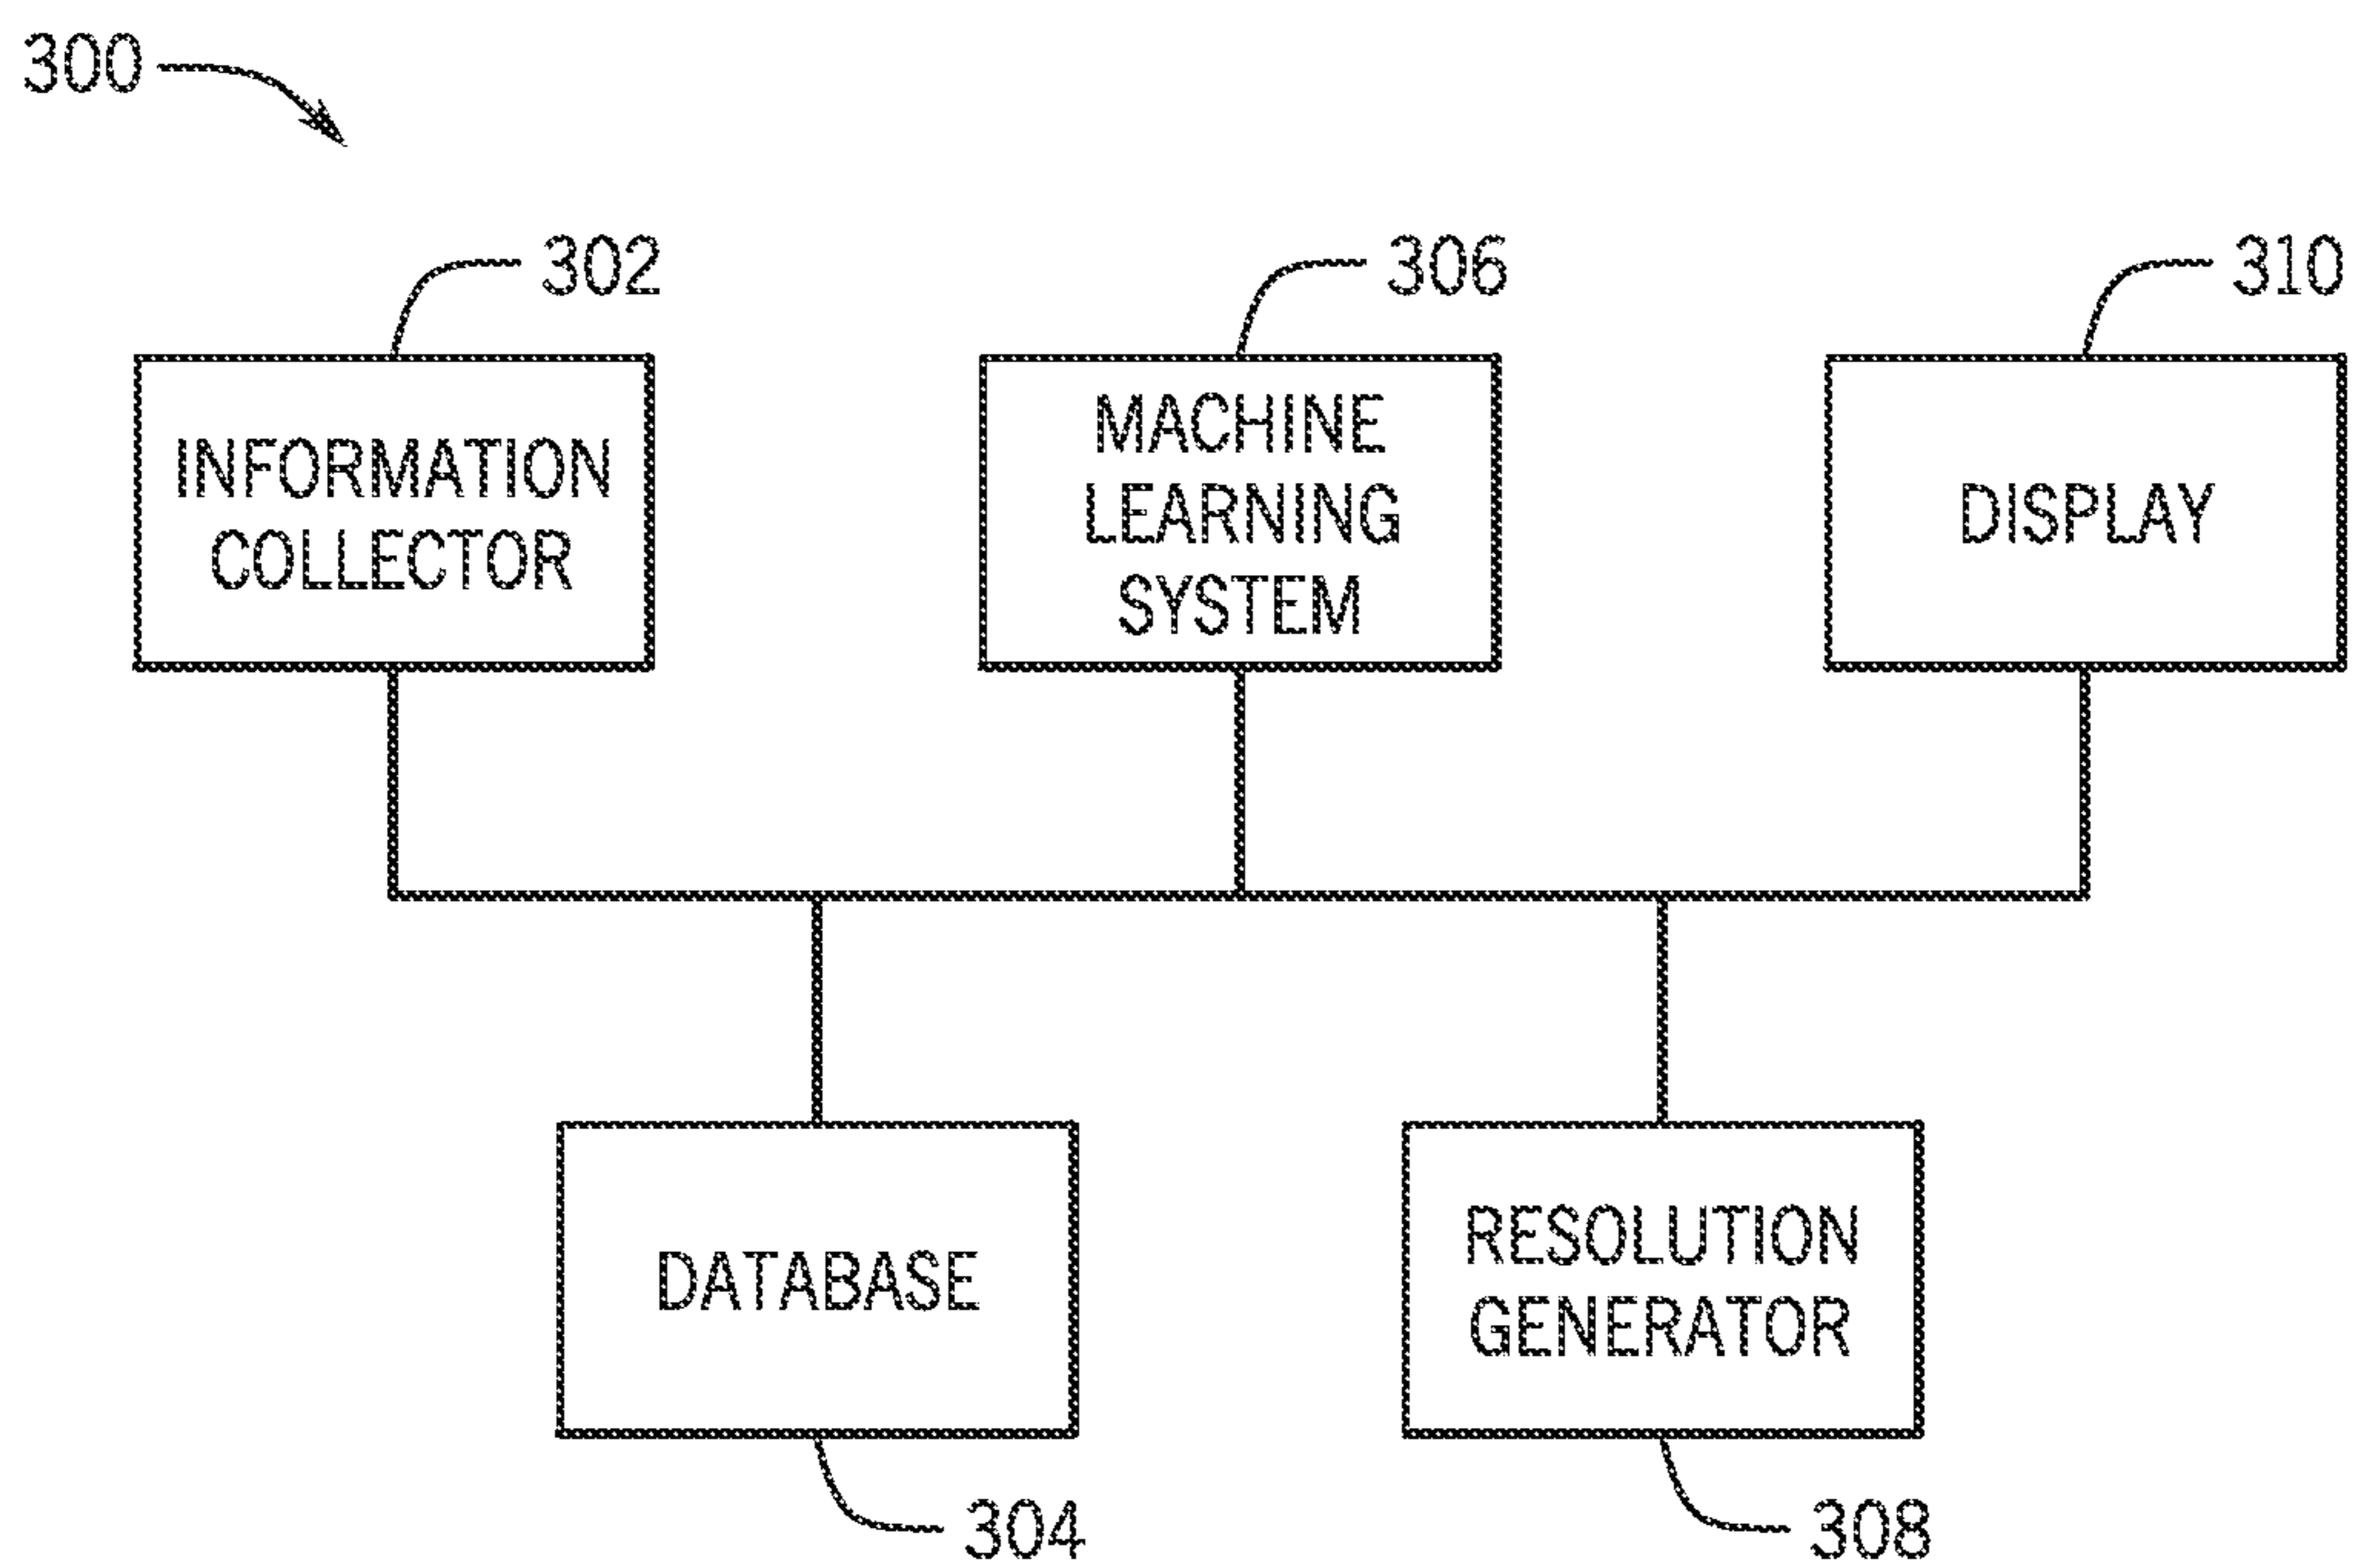 300
302
306
310
INFORMATION
COLLECTOR
MACHINE
LEARNING
SYSTEM
DISPLAY
DATABASE
RESOLUTION
GENERATOR
304
308